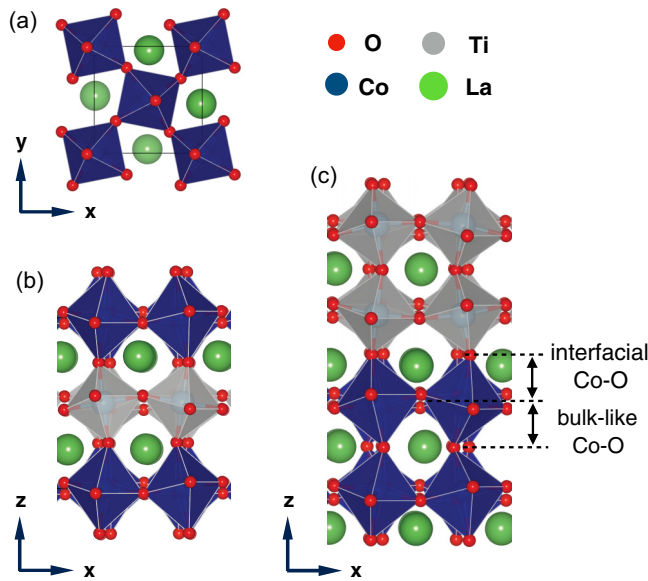 (a)
O
Ti
Co
La
y
x
(c)
(b)
interfacial
Co-O
bulk-like
Co-O
z
x
z
x